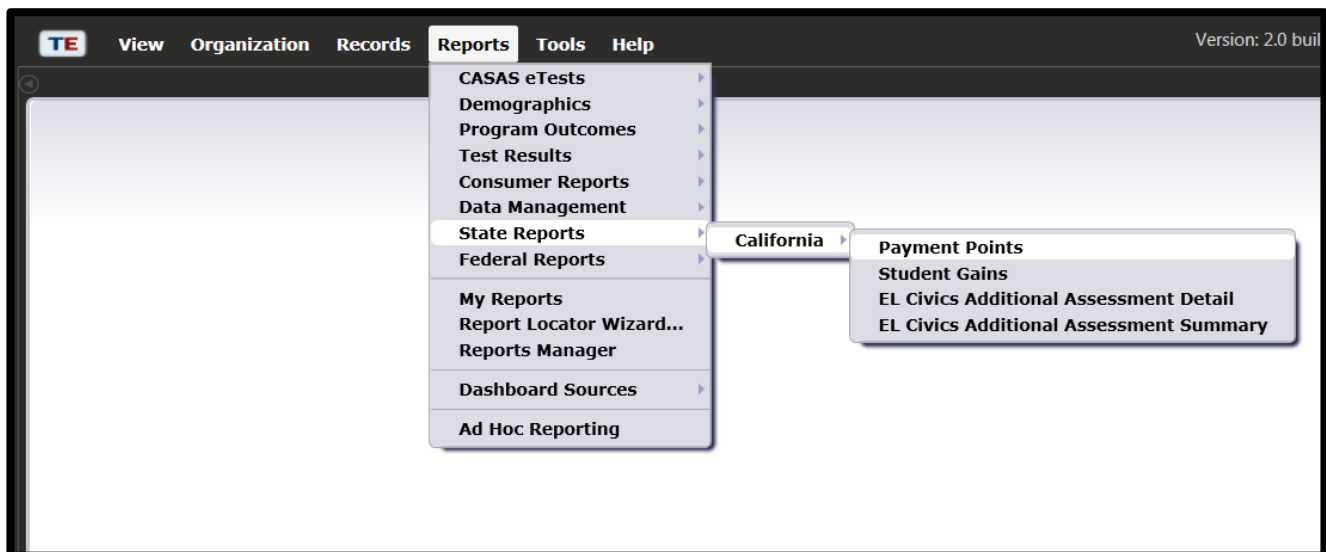 TE View Organization Records Reports Tools Help Version: 2.0 buil
CASAS eTests
Demographics
Program Outcomes
Test Results
Consumer Reports
Data Management
State Reports
Federal Reports
My Reports
Report Locator Wizard...
Reports Manager
Dashboard Sources
Ad Hoc Reporting
California
Payment Points
Student Gains
EL Civics Additional Assessment Detail
EL Civics Additional Assessment Summary